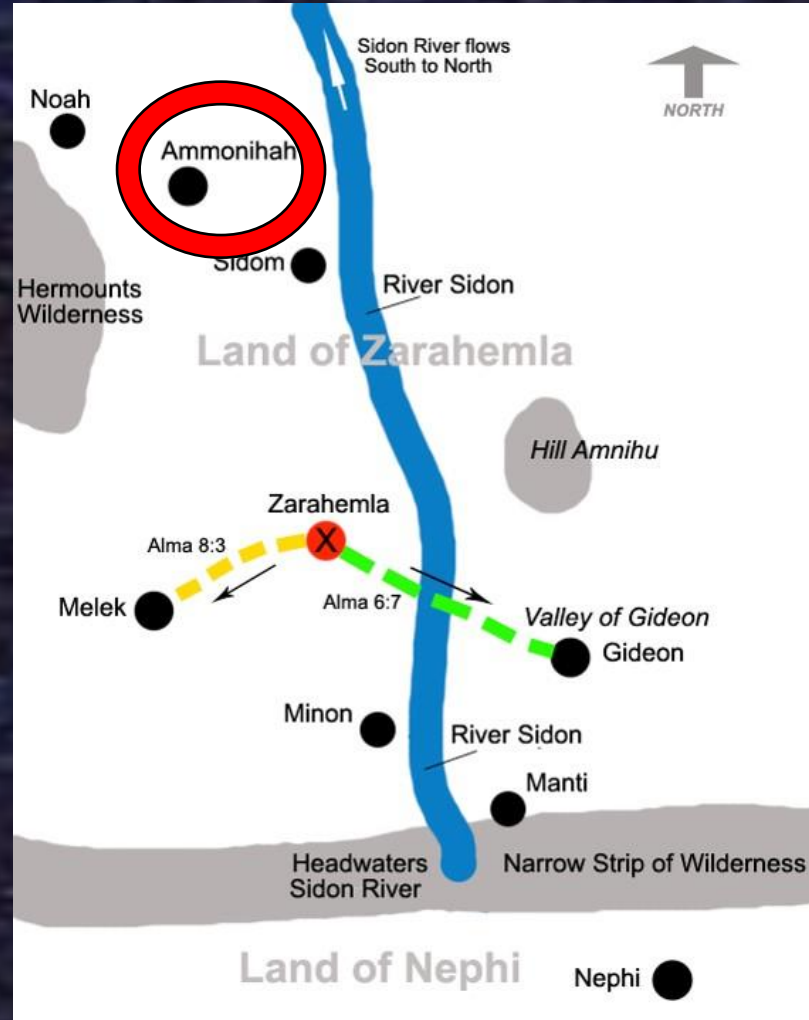 Sidon River flows
South to North
NORTH
Noah
Ammonihah
Sidom
Hermounts
Wilderness
River Sidon
Land of Zarahemla
Hill Amnihu
Zarahemla
X
Alma 8:3
Melek
Alma 6:7
Valley of Gideon
Gideon
Minon
River Sidon
Manti
Headwaters
Sidon River
Narrow Strip of Wilderness
Land of Nephi
Nephi